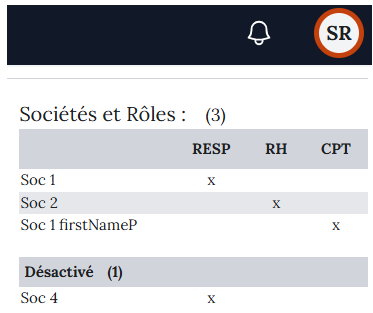 SR
Sociétés et Rôles : (3)
RESP RH CPT
Soc 1 x
Soc 2 x
Soc 1 firstNameP x
Désactivé (1)
Soc 4 x